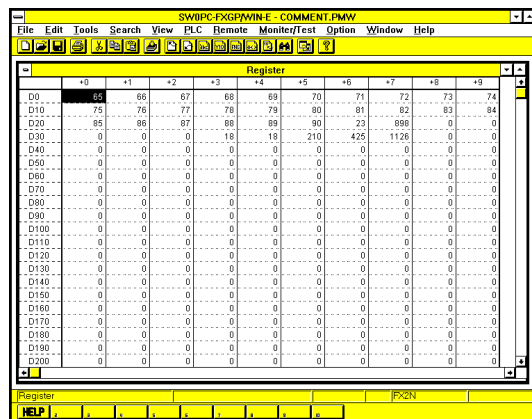 SW0PC-FXGP/WIN-E - COMMENT.PMW
File Edit Tools Search View PLC Remote Moniter/Test Option Window Help
Register
+0 +1 +2 +3 +4 +5 +6 +7 +8 +9
D0 65 66 67 68 69 70 71 72 73 74
D10 75 76 77 78 79 80 81 82 83 84
D20 85 86 87 88 89 90 23 898 0 0
D30 0 0 0 18 18 210 425 1126 0 0
D40 0 0 0 0 0 0 0 0 0 0
D50 0 0 0 0 0 0 0 0 0 0
D60 0 0 0 0 0 0 0 0 0 0
D70 0 0 0 0 0 0 0 0 0 0
D80 0 0 0 0 0 0 0 0 0 0
D90 0 0 0 0 0 0 0 0 0 0
D100 0 0 0 0 0 0 0 0 0 0
D110 0 0 0 0 0 0 0 0 0 0
D120 0 0 0 0 0 0 0 0 0 0
D130 0 0 0 0 0 0 0 0 0 0
D140 0 0 0 0 0 0 0 0 0 0
D150 0 0 0 0 0 0 0 0 0 0
D160 0 0 0 0 0 0 0 0 0 0
D170 0 0 0 0 0 0 0 0 0 0
D180 0 0 0 0 0 0 0 0 0 0
D190 0 0 0 0 0 0 0 0 0 0
D200 0 0 0 0 0 0 0 0 0 0
Register FX2N
HELP 2 3 4 5 6 7 8 9 10